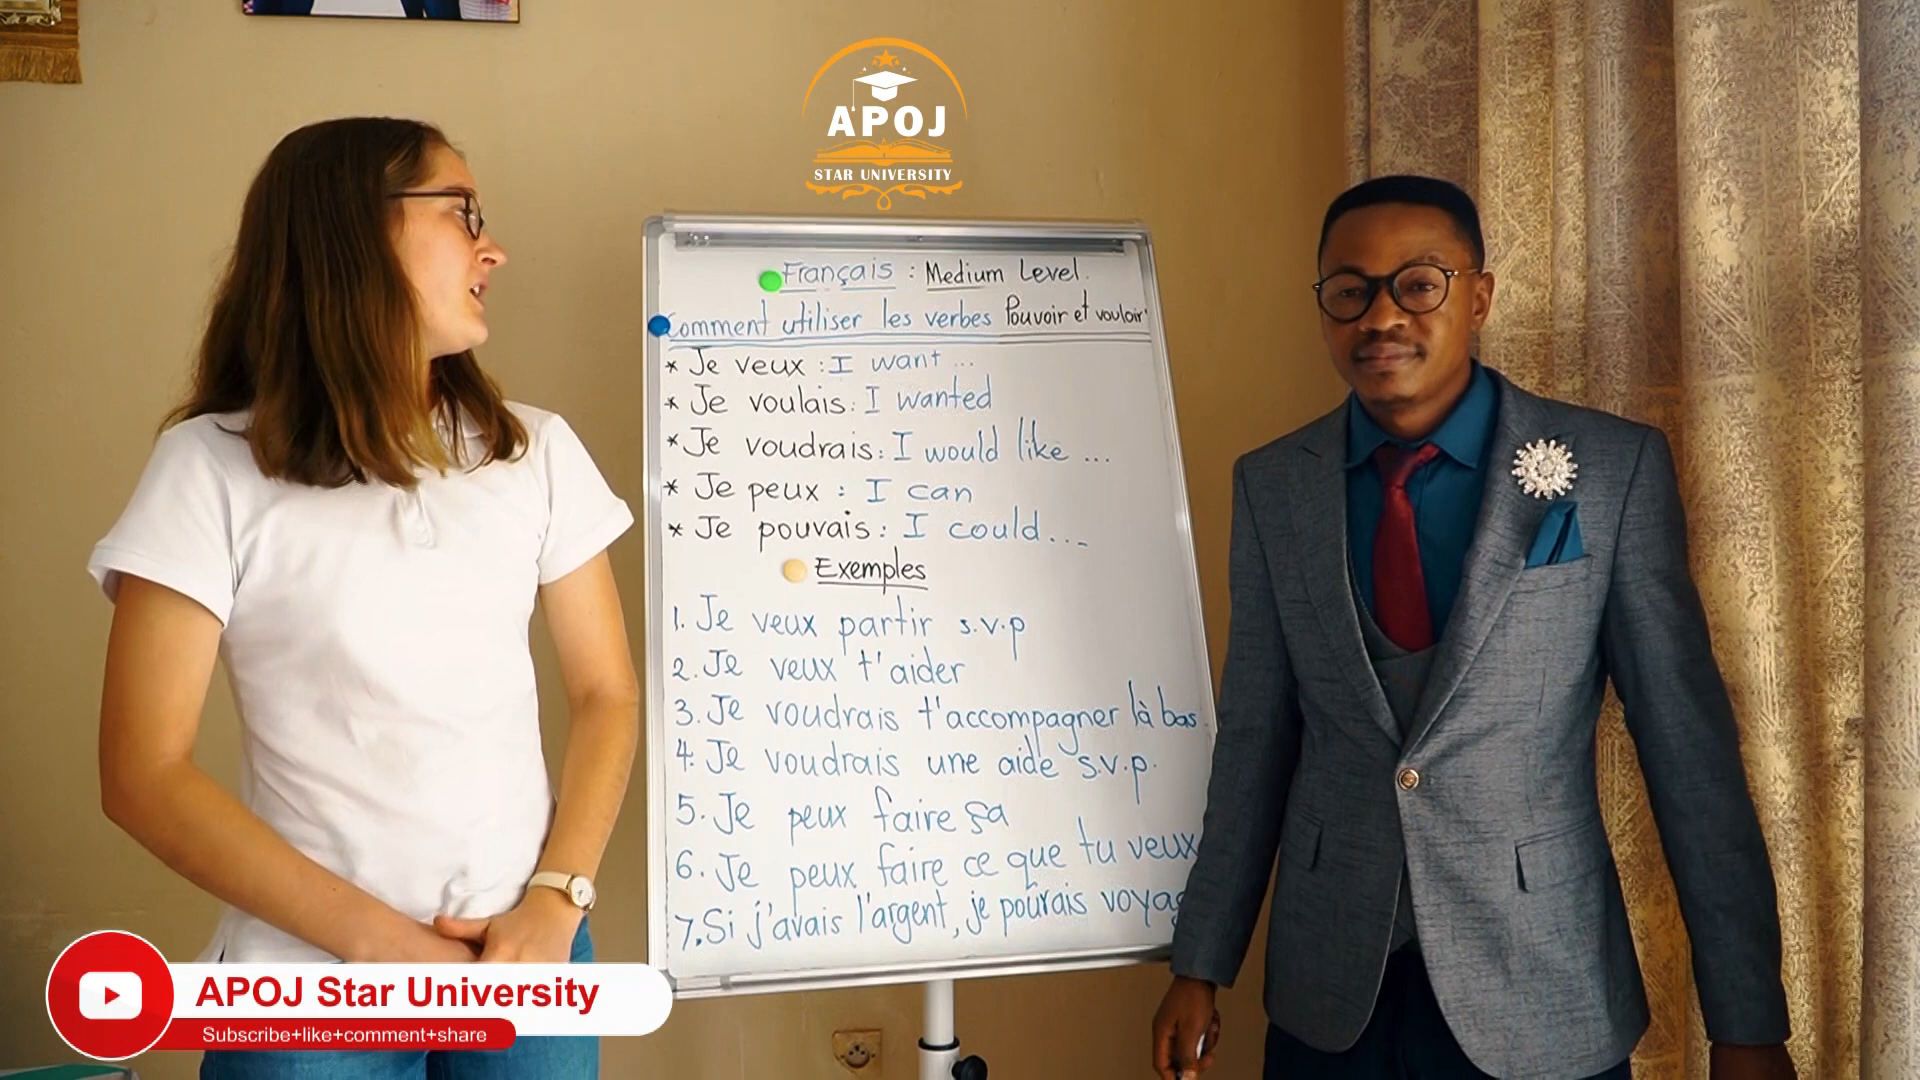 APOJ
STAR UNIVERSITY
Français : Medium Level.
Comment utiliser les verbes Pouvoir et vouloir
* Je veux : I want ...
* Je voulais : I wanted
* Je voudrais : I would like ...
* Je peux : I can
* Je pouvais : I could...
Exemples
1. Je veux partir s.v.p
2. Je veux t'aider
3. Je voudrais t'accompagner là bas.
4. Je voudrais une aide s.v.p.
5. Je peux faire sa
6. Je peux faire ce que tu veux
7. Si j'avais l'argent, je pourais
APOJ Star University
Subscribe+like+comment+share